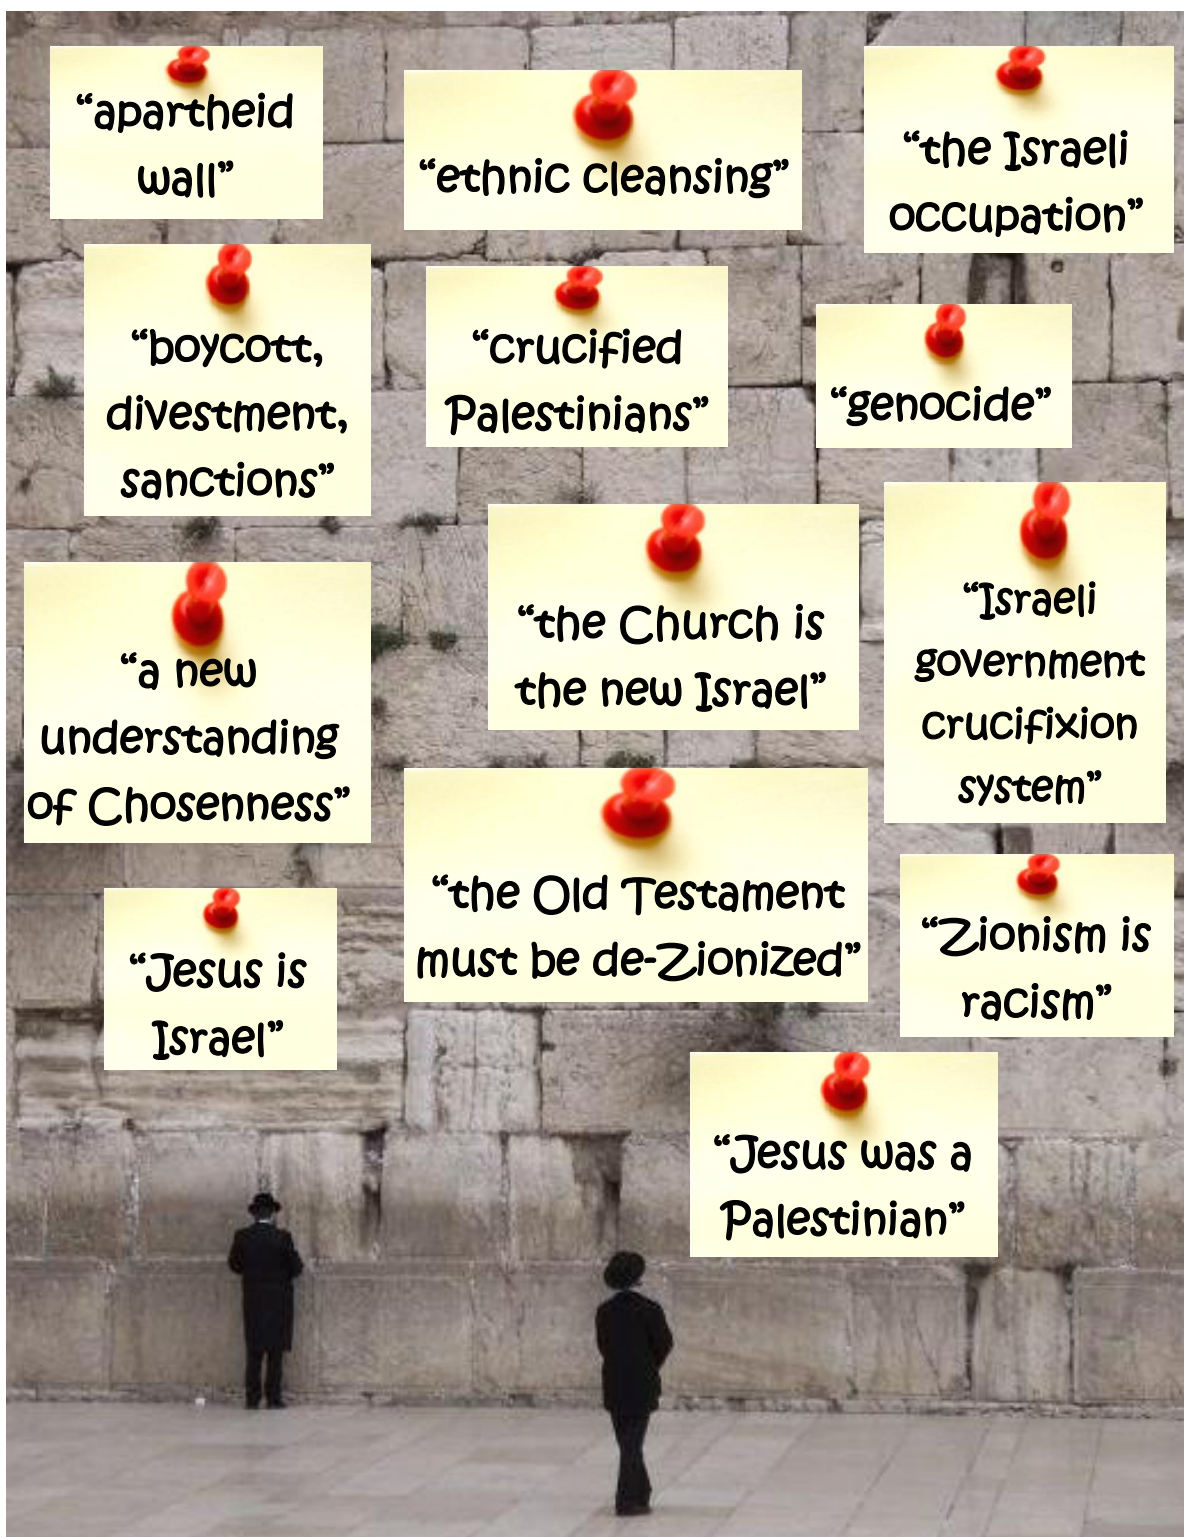 “apartheid
wall”
“ethnic cleansing”
“the Israeli
occupation”
“boycott,
divestment,
sanctions”
“crucified
Palestinians”
“genocide”
“a new
understanding
of Chosenness”
“the Church is
the new Israel”
“Israeli
government
crucifixion
system”
“Jesus is
Israel”
“the Old Testament
must be de-Zionized”
“Zionism is
racism”
“Jesus was a
Palestinian”